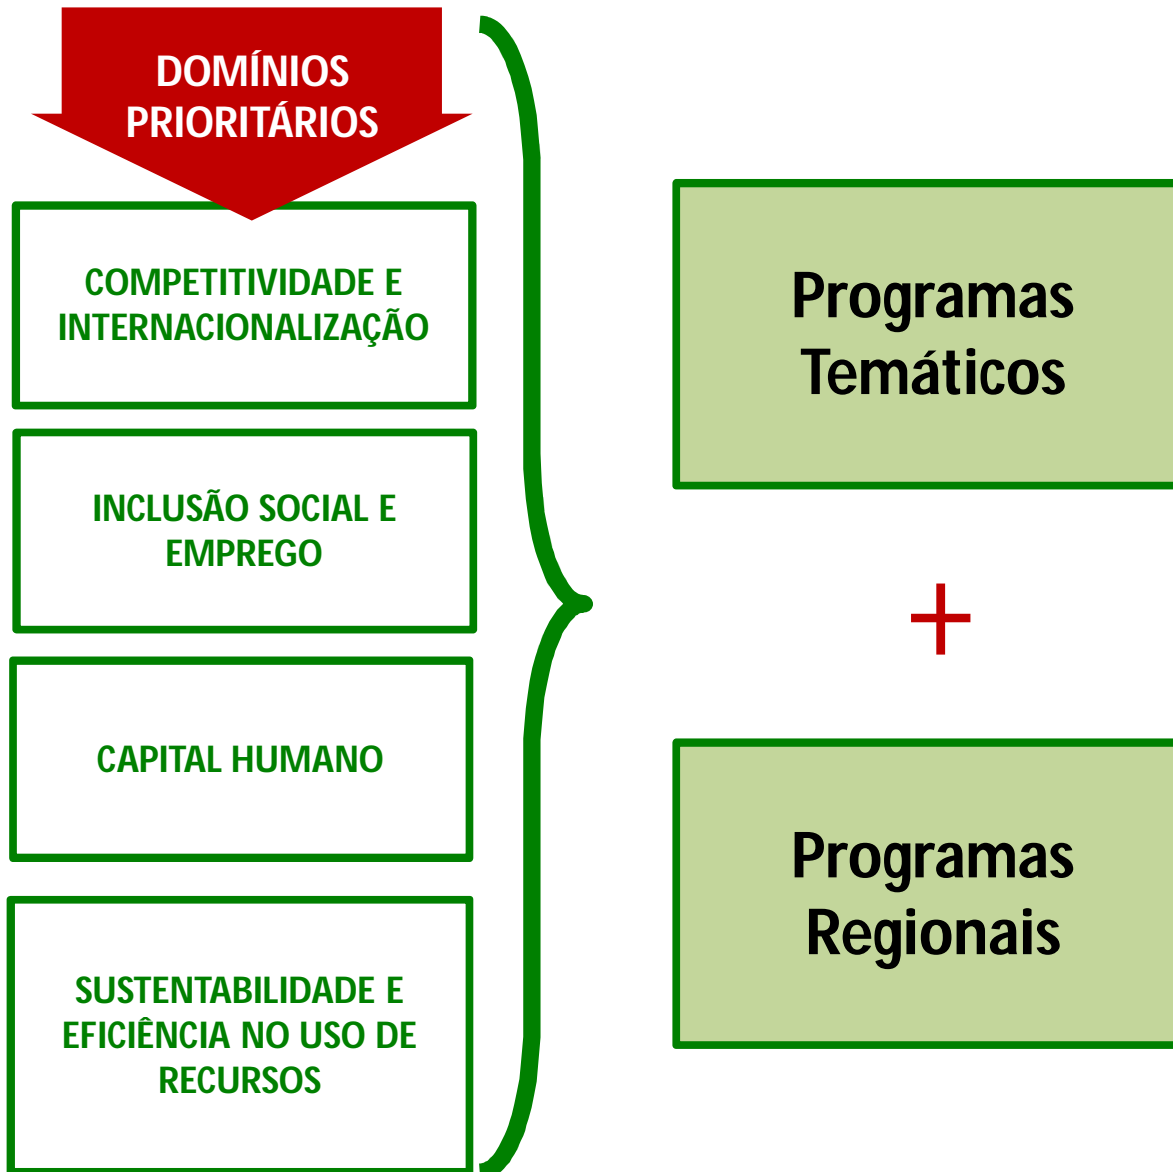 DOMÍNIOS
PRIORITÁRIOS
COMPETITIVIDADE E
INTERNACIONALIZAÇÃO
INCLUSÃO SOCIAL E
EMPREGO
CAPITAL HUMANO
SUSTENTABILIDADE E
EFICIÊNCIA NO USO DE
RECURSOS
Programas
Temáticos
+
Programas
Regionais